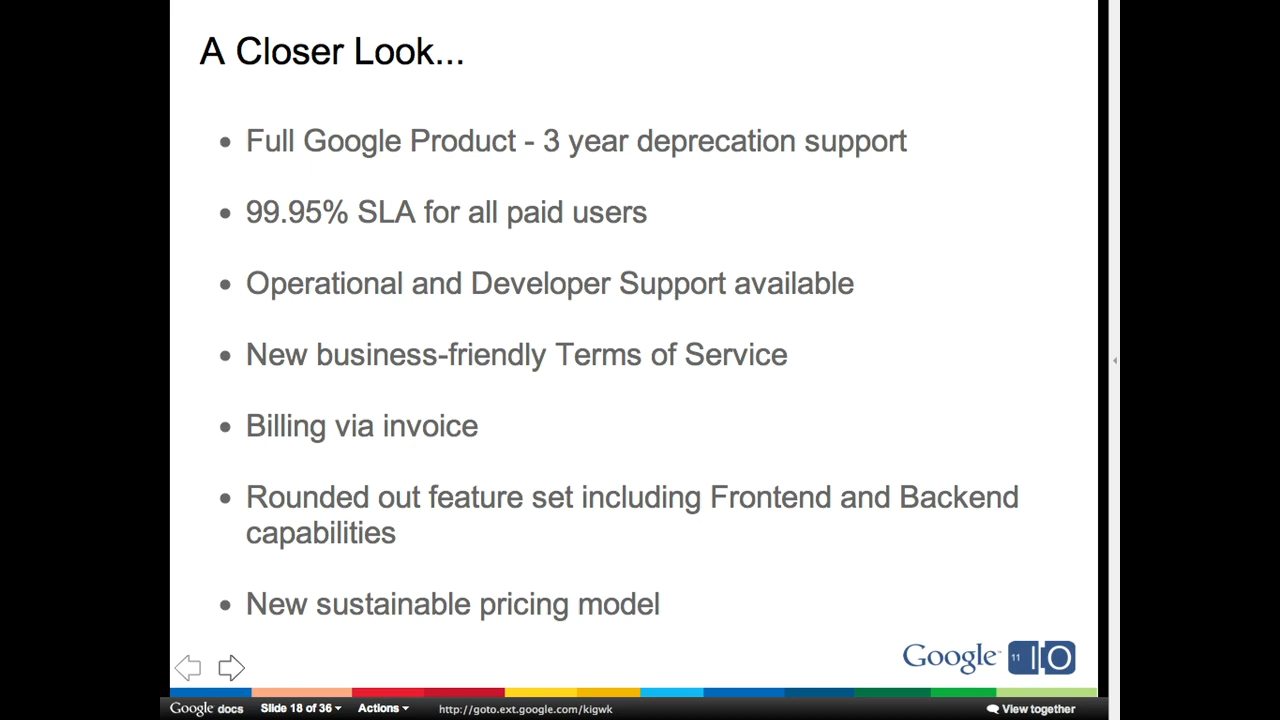 A Closer Look...
• Full Google Product - 3 year deprecation support
• 99.95% SLA for all paid users
• Operational and Developer Support available
• New business-friendly Terms of Service
• Billing via invoice
• Rounded out feature set including Frontend and Backend
capabilities
• New sustainable pricing model
Google™ 11 IO
Google docs Slide 18 of 36 Actions http://goto.ext.google.com/kigwk View together